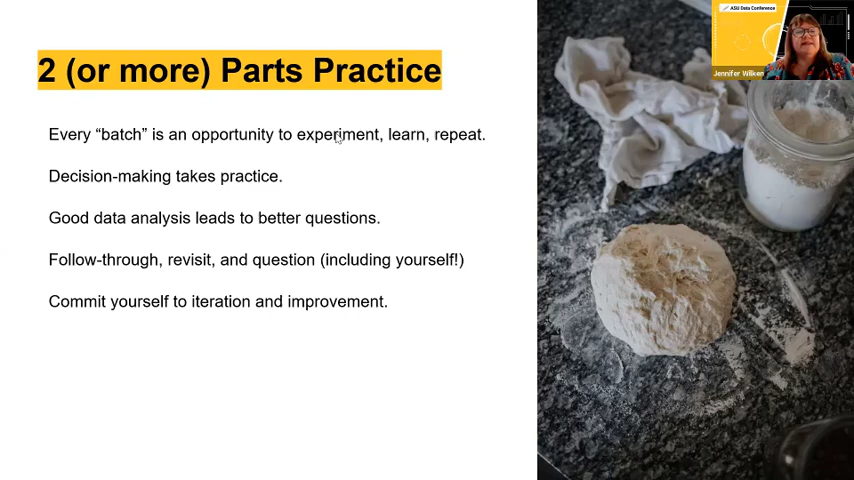 2 (or more) Parts Practice
Every “batch” is an opportunity to experiment, learn, repeat.
Decision-making takes practice.
Good data analysis leads to better questions.
Follow-through, revisit, and question (including yourself!)
Commit yourself to iteration and improvement.
ASU Data Conference
Jennifer Wilken